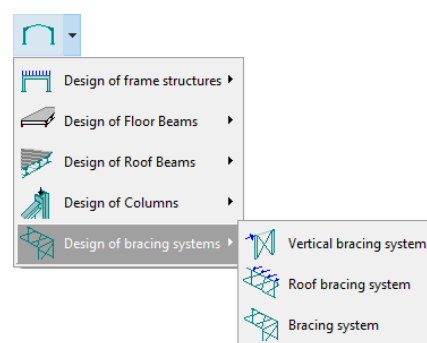 Design of frame structures
Design of Floor Beams
Design of Roof Beams
Design of Columns
Design of bracing systems
Vertical bracing system
Roof bracing system
Bracing system